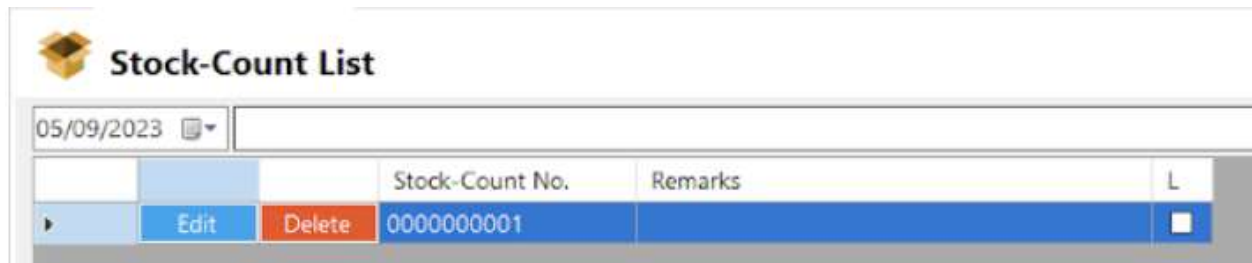 Stock-Count List
05/09/2023
Stock-Count No. Remarks L
Edit Delete 0000000001